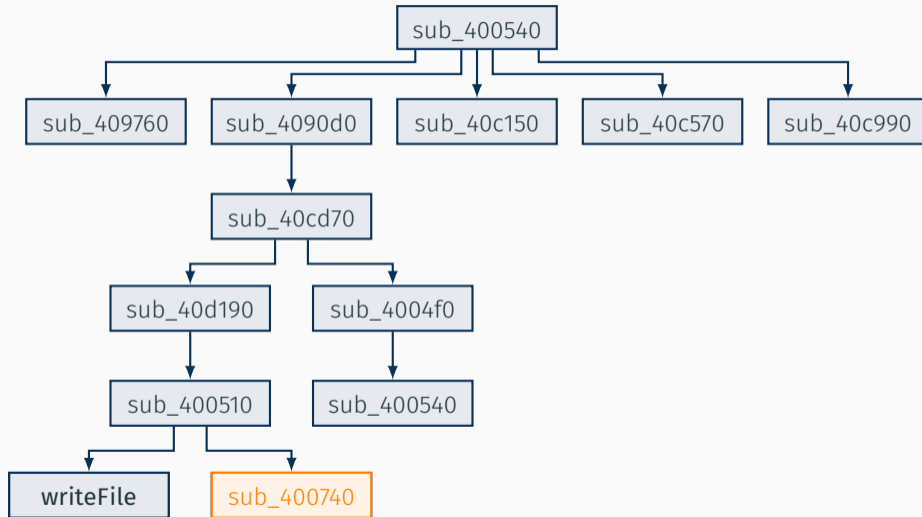 sub_400540
sub_409760 sub_4090d0 sub_40c150 sub_40c570 sub_40c990
sub_40cd70
sub_40d190 sub_4004f0
sub_400510 sub_400540
writeFile sub_400740